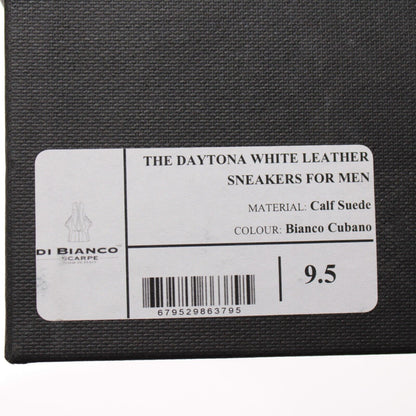 THE DAYTONA WHITE LEATHER
SNEAKERS FOR MEN
MATERIAL: Calf Suede
COLOUR: Bianco Cubano
DI BIANCO
SCARPE
9.5
679529863795